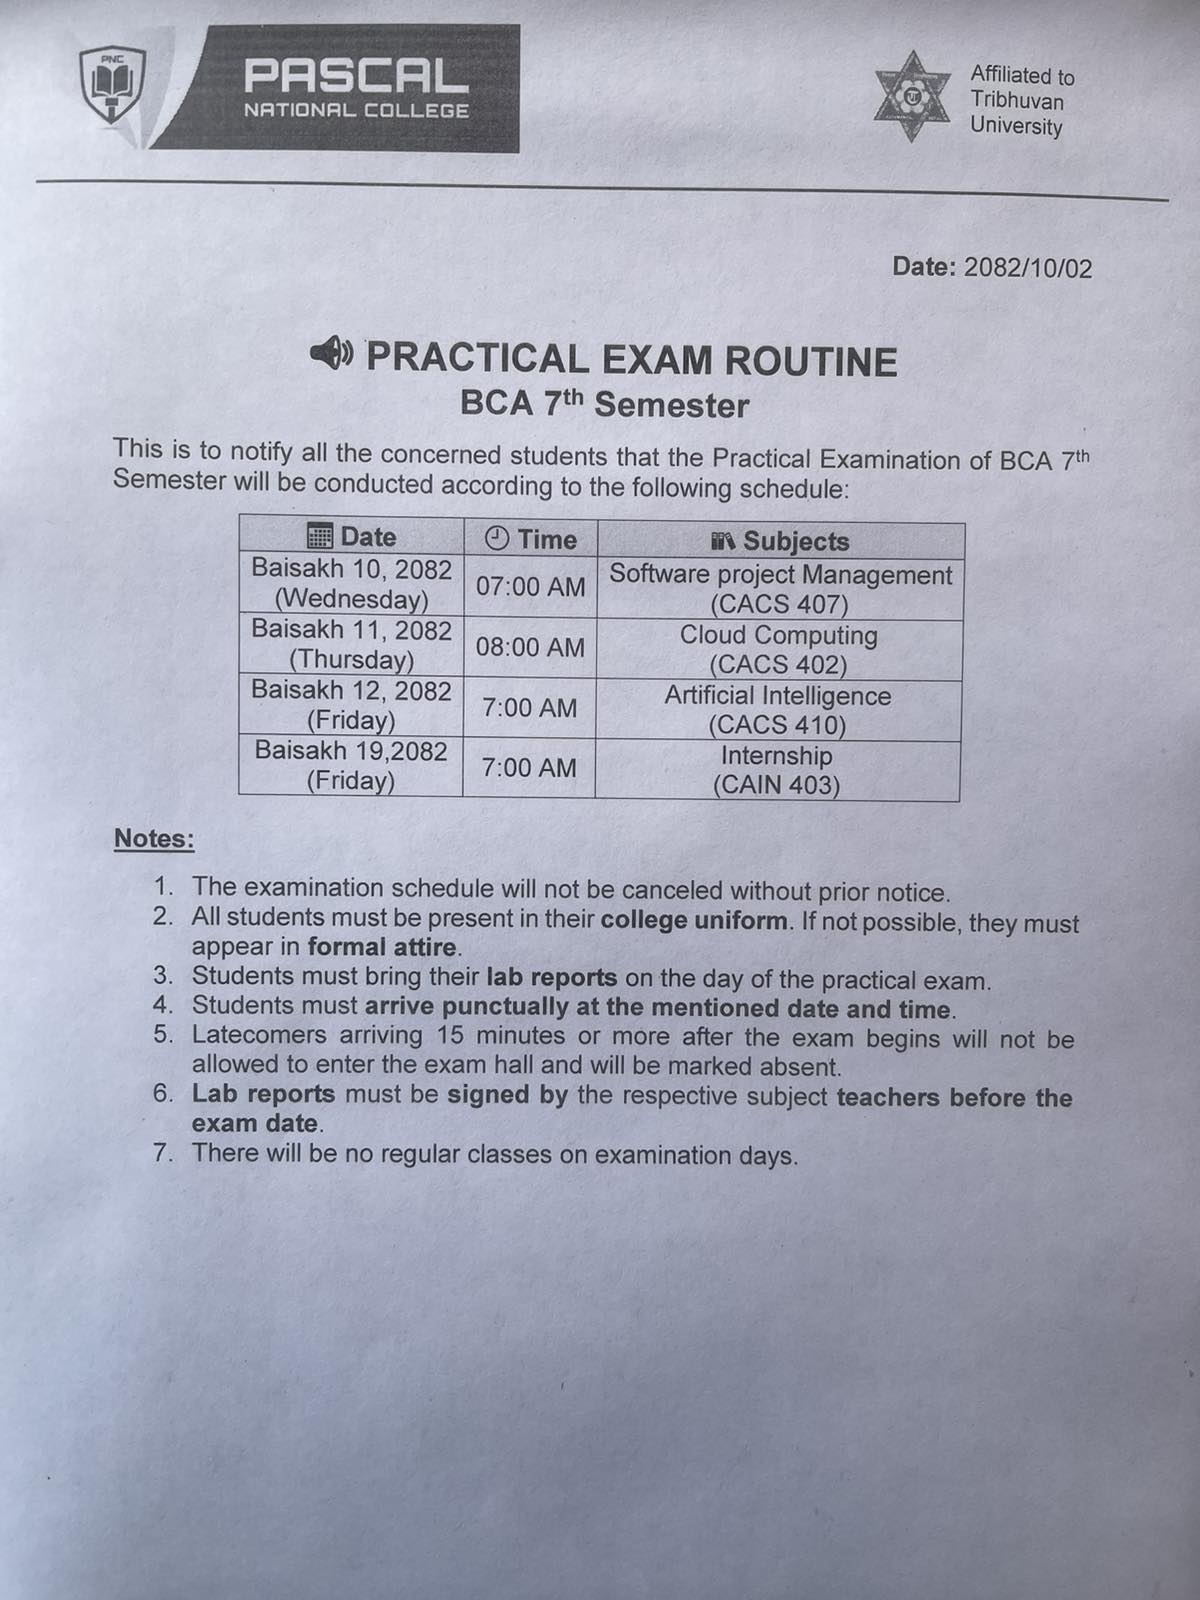 PNC
PASCAL
NATIONAL COLLEGE
Affiliated to
Tribhuvan
University
Date: 2082/10/02
PRACTICAL EXAM ROUTINE
BCA 7th Semester
This is to notify all the concerned students that the Practical Examination of BCA 7th
Semester will be conducted according to the following schedule:
Date Time Subjects
Baisakh 10, 2082
(Wednesday)
07:00 AM
Software project Management
(CACS 407)
Baisakh 11, 2082
(Thursday)
08:00 AM
Cloud Computing
(CACS 402)
Baisakh 12, 2082
(Friday)
7:00 AM
Artificial Intelligence
(CACS 410)
Baisakh 19,2082
(Friday)
7:00 AM
Internship
(CAIN 403)
Notes:
1. The examination schedule will not be canceled without prior notice.
2. All students must be present in their college uniform. If not possible, they must
appear in formal attire.
3. Students must bring their lab reports on the day of the practical exam.
4. Students must arrive punctually at the mentioned date and time.
5. Latecomers arriving 15 minutes or more after the exam begins will not be
allowed to enter the exam hall and will be marked absent.
6. Lab reports must be signed by the respective subject teachers before the
exam date.
7. There will be no regular classes on examination days.